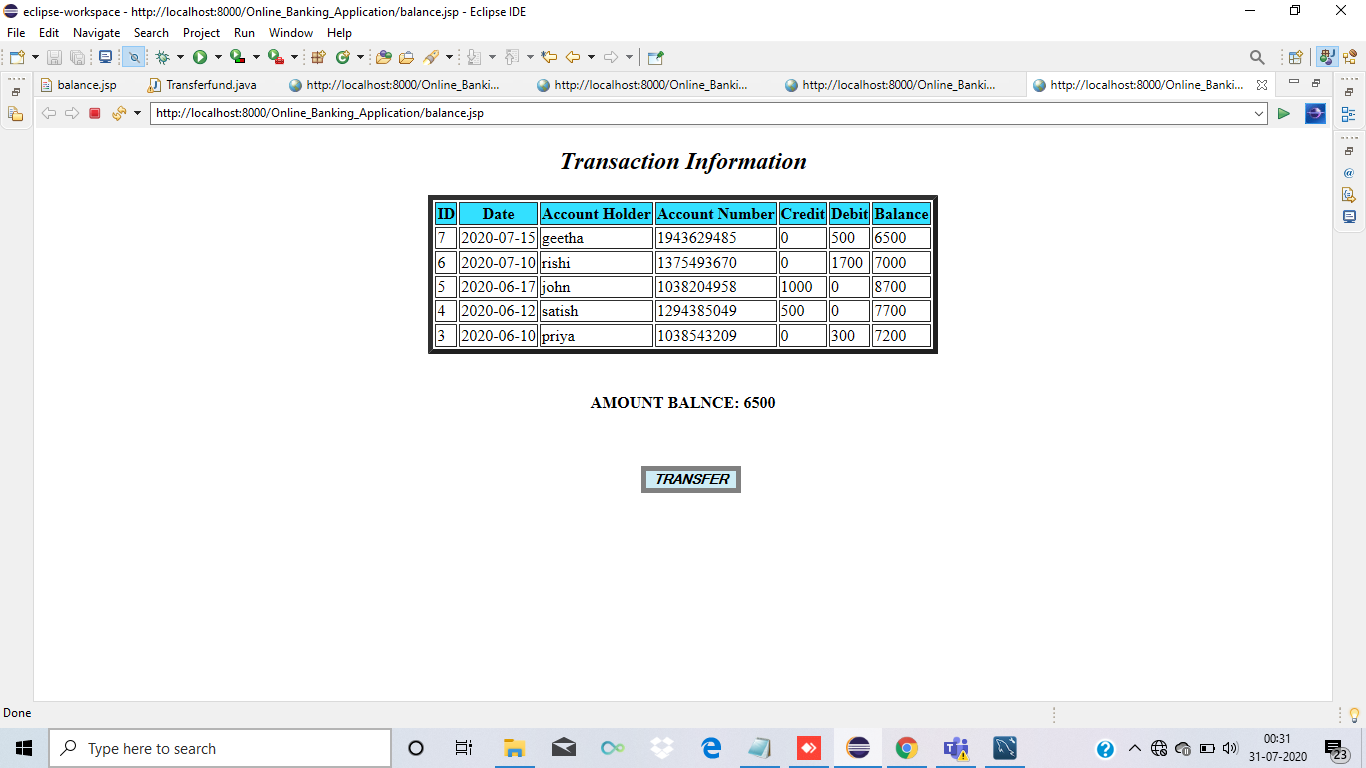 eclipse-workspace - http://localhost:8000/Online_Banking_Application/balance.jsp - Eclipse IDE
File Edit Navigate Search Project Run Window Help
balance.jsp Transferfund.java http://localhost:8000/Online_Banki... http://localhost:8000/Online_Banki... http://localhost:8000/Online_Banki... http://localhost:8000/Online_Banki...
http://localhost:8000/Online_Banking_Application/balance.jsp
Transaction Information
ID Date Account Holder Account Number Credit Debit Balance
7 2020-07-15 geetha 1943629485 0 500 6500
6 2020-07-10 rishi 1375493670 0 1700 7000
5 2020-06-17 john 1038204958 1000 0 8700
4 2020-06-12 satish 1294385049 500 0 7700
3 2020-06-10 priya 1038543209 0 300 7200
AMOUNT BALNCE: 6500
TRANSFER
Done
Type here to search
00:31
31-07-2020
23